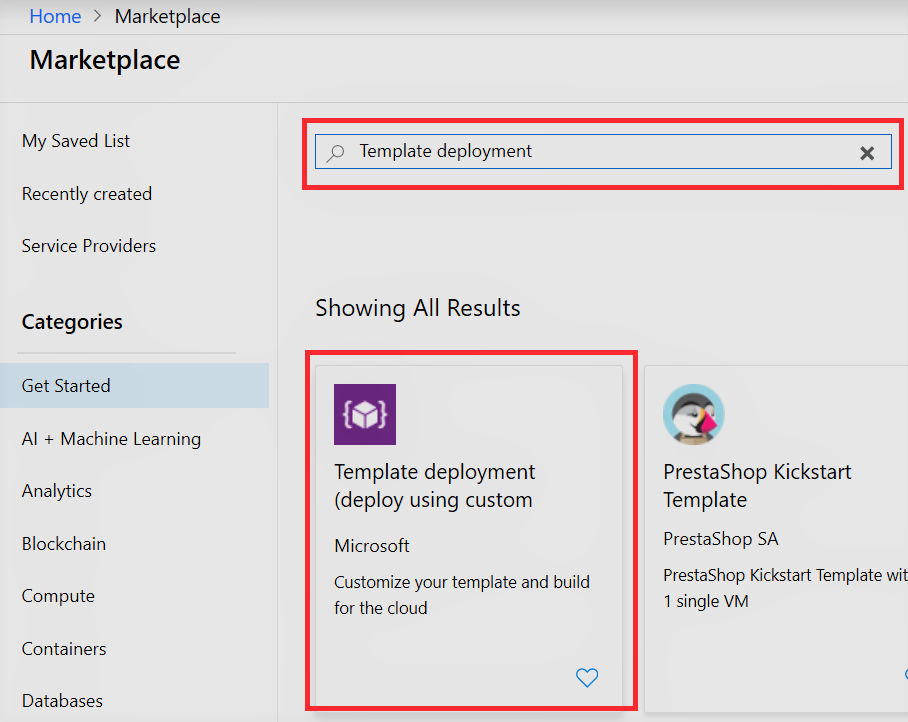 Home > Marketplace
Marketplace
My Saved List
Recently created
Service Providers
Categories
Get Started
AI + Machine Learning
Analytics
Blockchain
Compute
Containers
Databases
Template deployment
Showing All Results
Template deployment
(deploy using custom
Microsoft
Customize your template and build
for the cloud
PrestaShop Kickstart
Template
PrestaShop SA
PrestaShop Kickstart Template wit
1 single VM